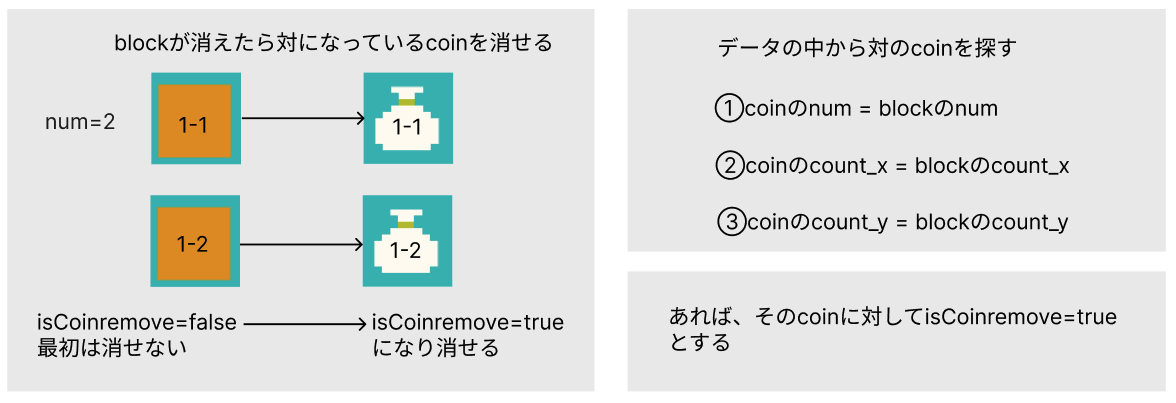 blockが消えたら対になっているcoinを消せる
num=2
1-1
1-1
1-2
1-2
isCoinremove=false
最初は消せない
isCoinremove=true
になり消せる
データの中から対のcoinを探す
①coinのnum = blockのnum
②coinのcount_x = blockのcount_x
③coinのcount_y = blockのcount_y
あれば、そのcoinに対してisCoinremove=true
とする